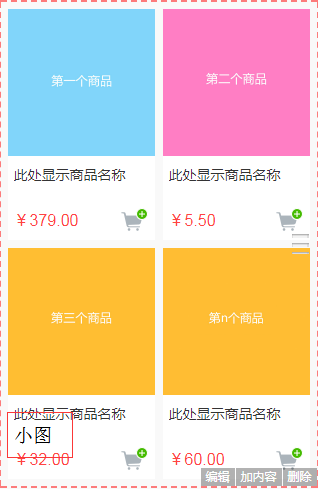 第一个商品
第二个商品
此处显示商品名称
此处显示商品名称
￥379.00
￥5.50
第三个商品
第n个商品
此处显示商品名称
此处显示商品名称
小图
￥32.00
￥60.00
编辑 加内容 删除